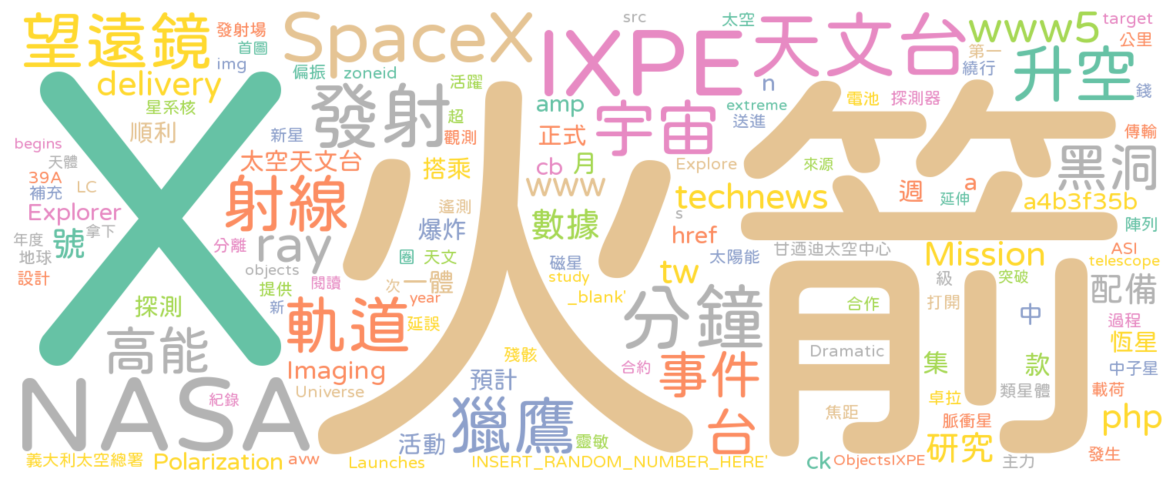 望遠鏡
發射場
首圖
img
SpaceX
src
太空
天文台
www5
target
公里
delivery
偏振
zoneid
活躍
IXPE
n
第一
繞行
升空
錢
星系核
順利
新星
發射
超
觀測
amp
宇宙
extreme
送進
電池
探測器
傳輸
begins
天體
39A
LC
補充
X
太空天文台
搭乘
正式
cb
月
Explore
來源
黑洞
Explorer
射線
火箭
遙測
www
technews
週
a
延伸
a4b3f35b
年度
拿下
號
地球
分離
ray
爆炸
數據
s
href
甘迺迪太空中心
陣列
設計
objects
閱讀
圈
天文
磁星
tw
太陽能
Mission
ASI
telescope
提供
次
一體
study
級
突破
配備
探測
新
year
_blank'
分鐘
合作
打開
中
過程
高能
軌道
延誤
殘骸
Dramatic
恆星
Imaging
預計
合約
事件
集
款
中子星
NASA
Universe
類星體
載荷
紀錄
獵鷹
台
焦距
卓拉
脈衝星
php
活動
靈敏
研究
發生
義大利太空總署
Polarization
avw
Launches
INSERT_RANDOM_NUMBER_HERE'
ck
ObjectsIXPE
主力